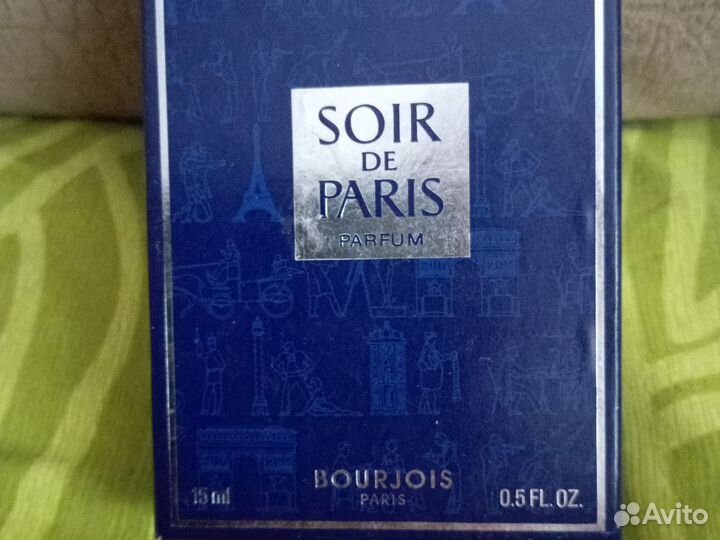 SOIR
DE
PARIS
PARFUM
BOURJOIS
PARIS
15 ml
0.5 FL. OZ.
Avito